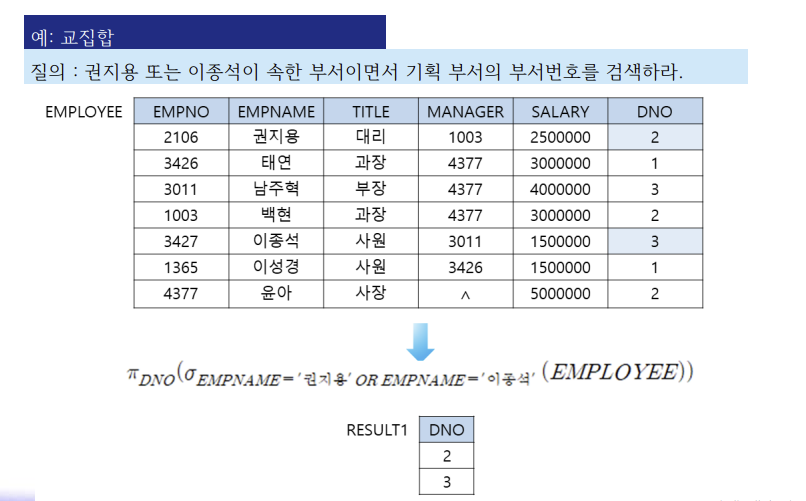 예: 교집합
질의 : 권지용 또는 이종석이 속한 부서이면서 기획 부서의 부서번호를 검색하라.
EMPLOYEE EMPNO EMPNAME TITLE MANAGER SALARY DNO
2106 권지용 대리 1003 2500000 2
3426 태연 과장 4377 3000000 1
3011 남주혁 부장 4377 4000000 3
1003 백현 과장 4377 3000000 2
3427 이종석 사원 3011 1500000 3
1365 이성경 사원 3426 1500000 1
4377 윤아 사장 ∧ 5000000 2
π_DNO(σ_EMPNAME='권지용' OR EMPNAME='이종석' (EMPLOYEE))
RESULT1 DNO
2
3